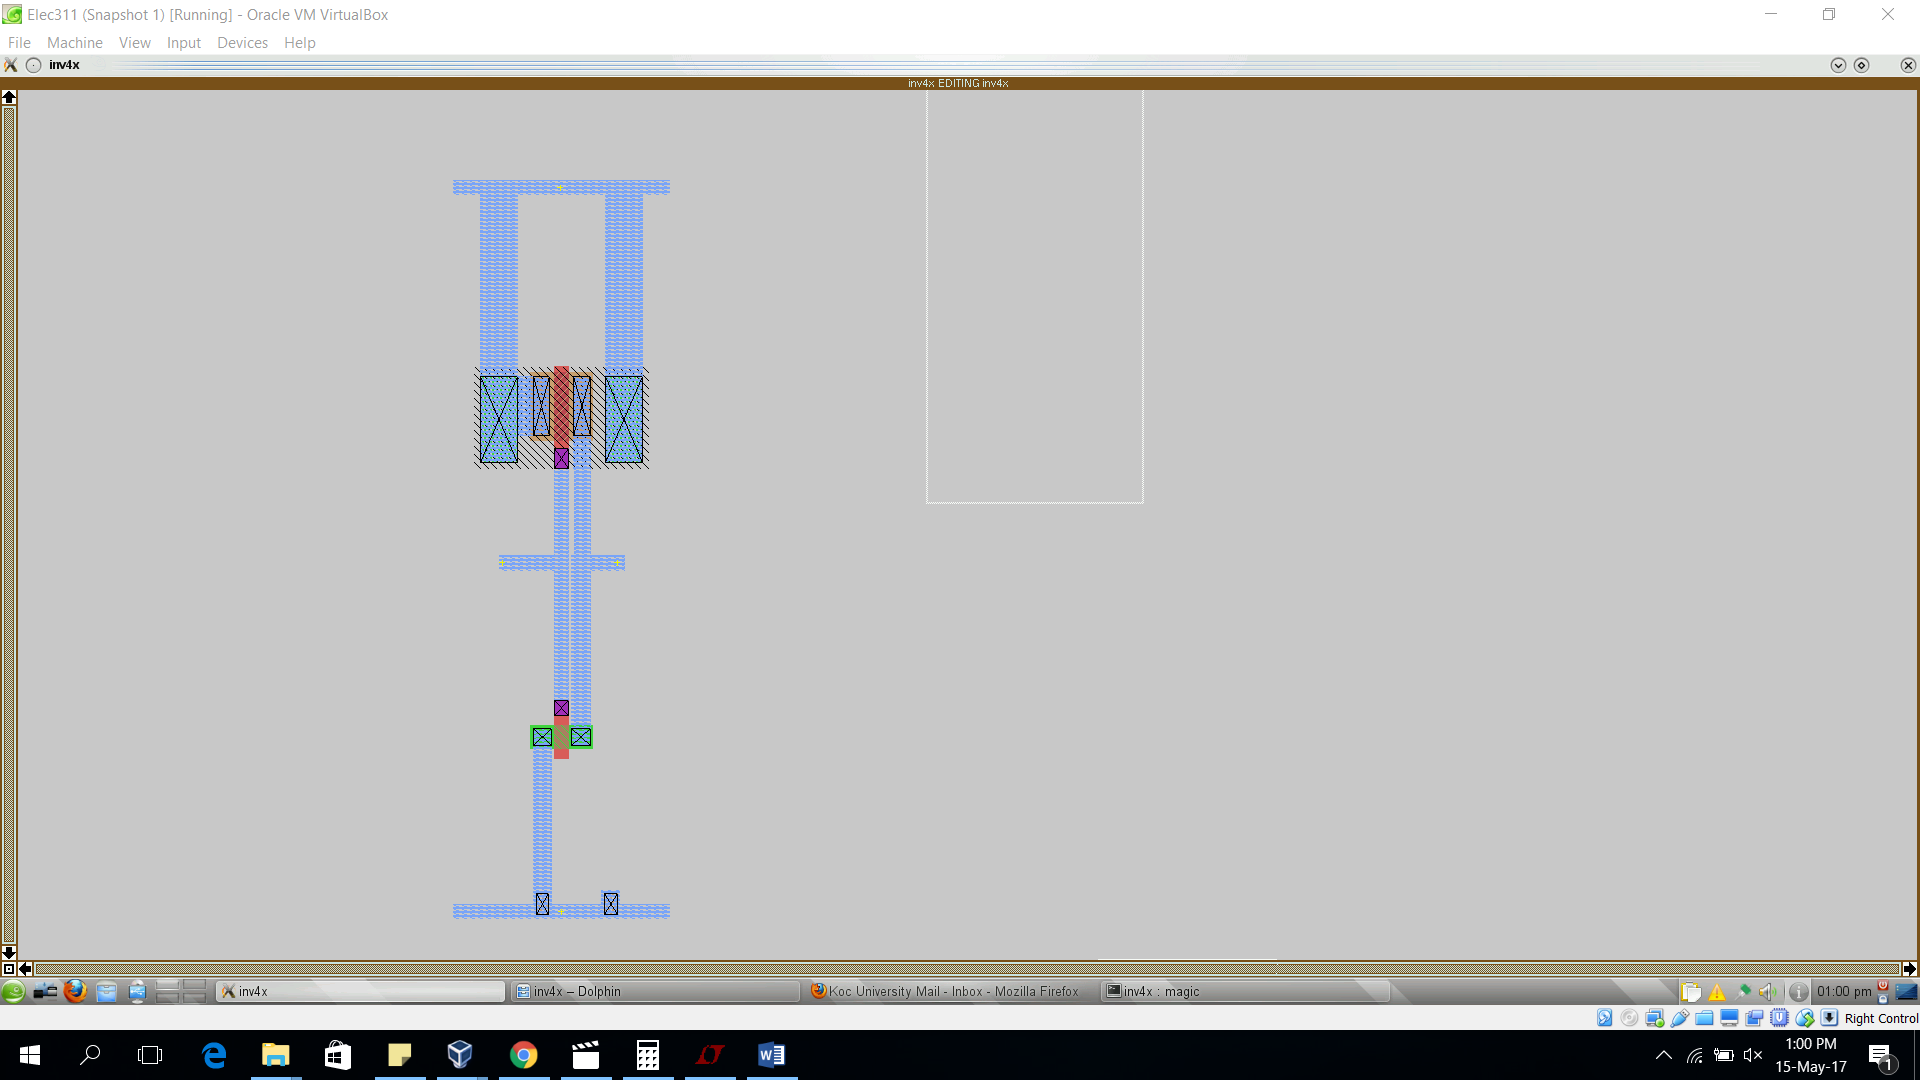 Elec311 (Snapshot 1) [Running] - Oracle VM VirtualBox
File Machine View Input Devices Help
inv4x
inv4x EDITING inv4x
inv4x
inv4x – Dolphin
Koc University Mail - Inbox - Mozilla Firefox
inv4x : magic
01:00 pm
Right Control
1:00 PM
15-May-17
1